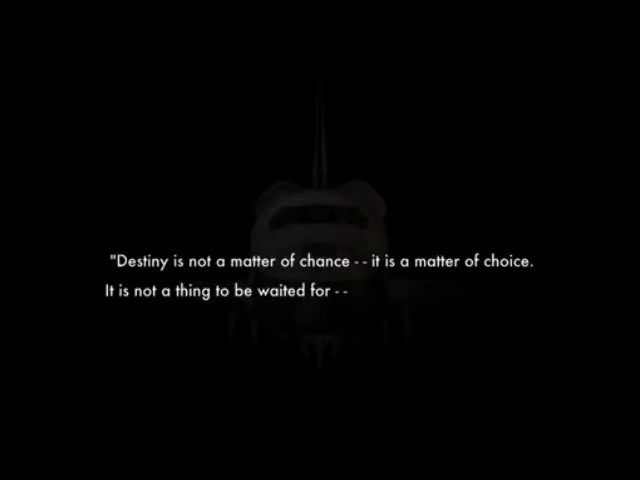 "Destiny is not a matter of chance - - it is a matter of choice.
It is not a thing to be waited for - -